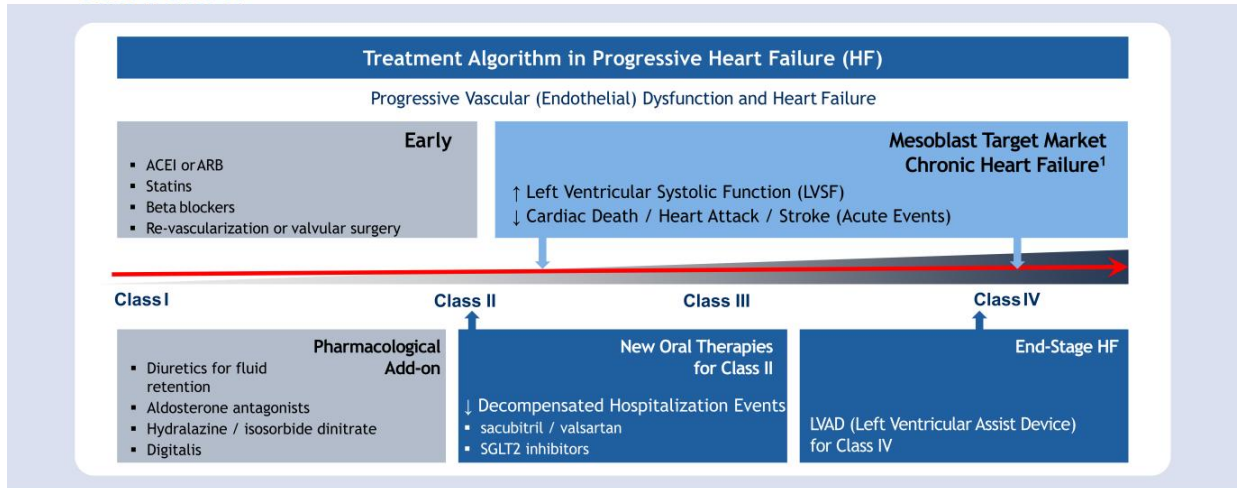 Treatment Algorithm in Progressive Heart Failure (HF)
Progressive Vascular (Endothelial) Dysfunction and Heart Failure
Early
▪ ACEI or ARB
▪ Statins
▪ Beta blockers
▪ Re-vascularization or valvular surgery
Mesoblast Target Market
Chronic Heart Failure¹
↑ Left Ventricular Systolic Function (LVSF)
↓ Cardiac Death / Heart Attack / Stroke (Acute Events)
Class I
Class II
Class III
Class IV
Pharmacological
Add-on
▪ Diuretics for fluid
retention
▪ Aldosterone antagonists
▪ Hydralazine / isosorbide dinitrate
▪ Digitalis
New Oral Therapies
for Class II
↓ Decompensated Hospitalization Events
▪ sacubitril / valsartan
▪ SGLT2 inhibitors
End-Stage HF
LVAD (Left Ventricular Assist Device)
for Class IV